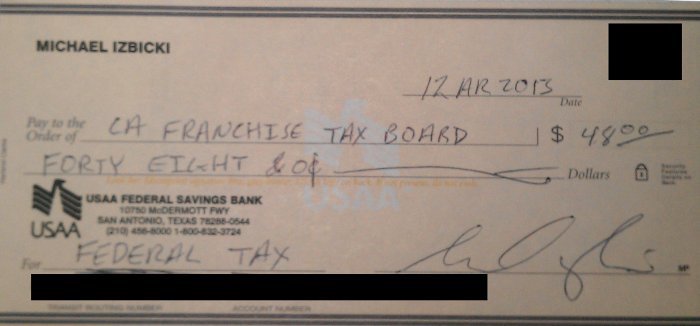 MICHAEL IZBICKI
12 AR 2013
Date
Pay to the
Order of CA FRANCHISE TAX BOARD $ 48.00
FORTY EIGHT & 0¢ Dollars
Security
Features
Details on
Back
USAA FEDERAL SAVINGS BANK
10750 McDERMOTT FWY
SAN ANTONIO, TEXAS 78288-0544
USAA (210) 456-8000 1-800-832-3724
USAA
For FEDERAL TAX
MP
TRANSIT ROUTING NUMBER ACCOUNT NUMBER